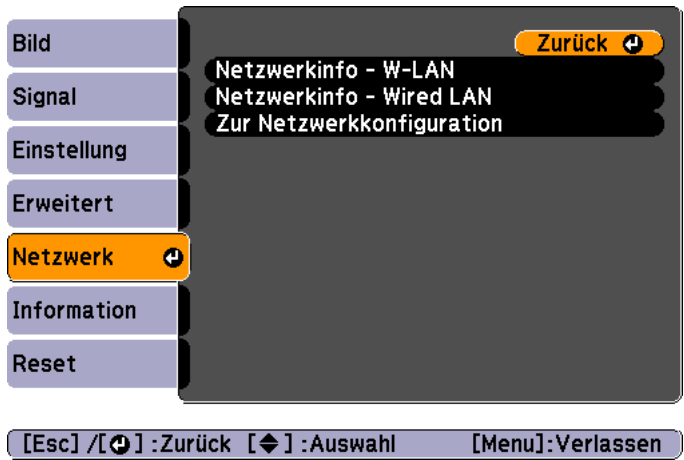 Bild
Signal
Einstellung
Erweitert
Netzwerk
Information
Reset
Zurück
Netzwerkinfo - W-LAN
Netzwerkinfo - Wired LAN
Zur Netzwerkkonfiguration
[Esc] /[⏎] :Zurück [◆] :Auswahl [Menu]:Verlassen